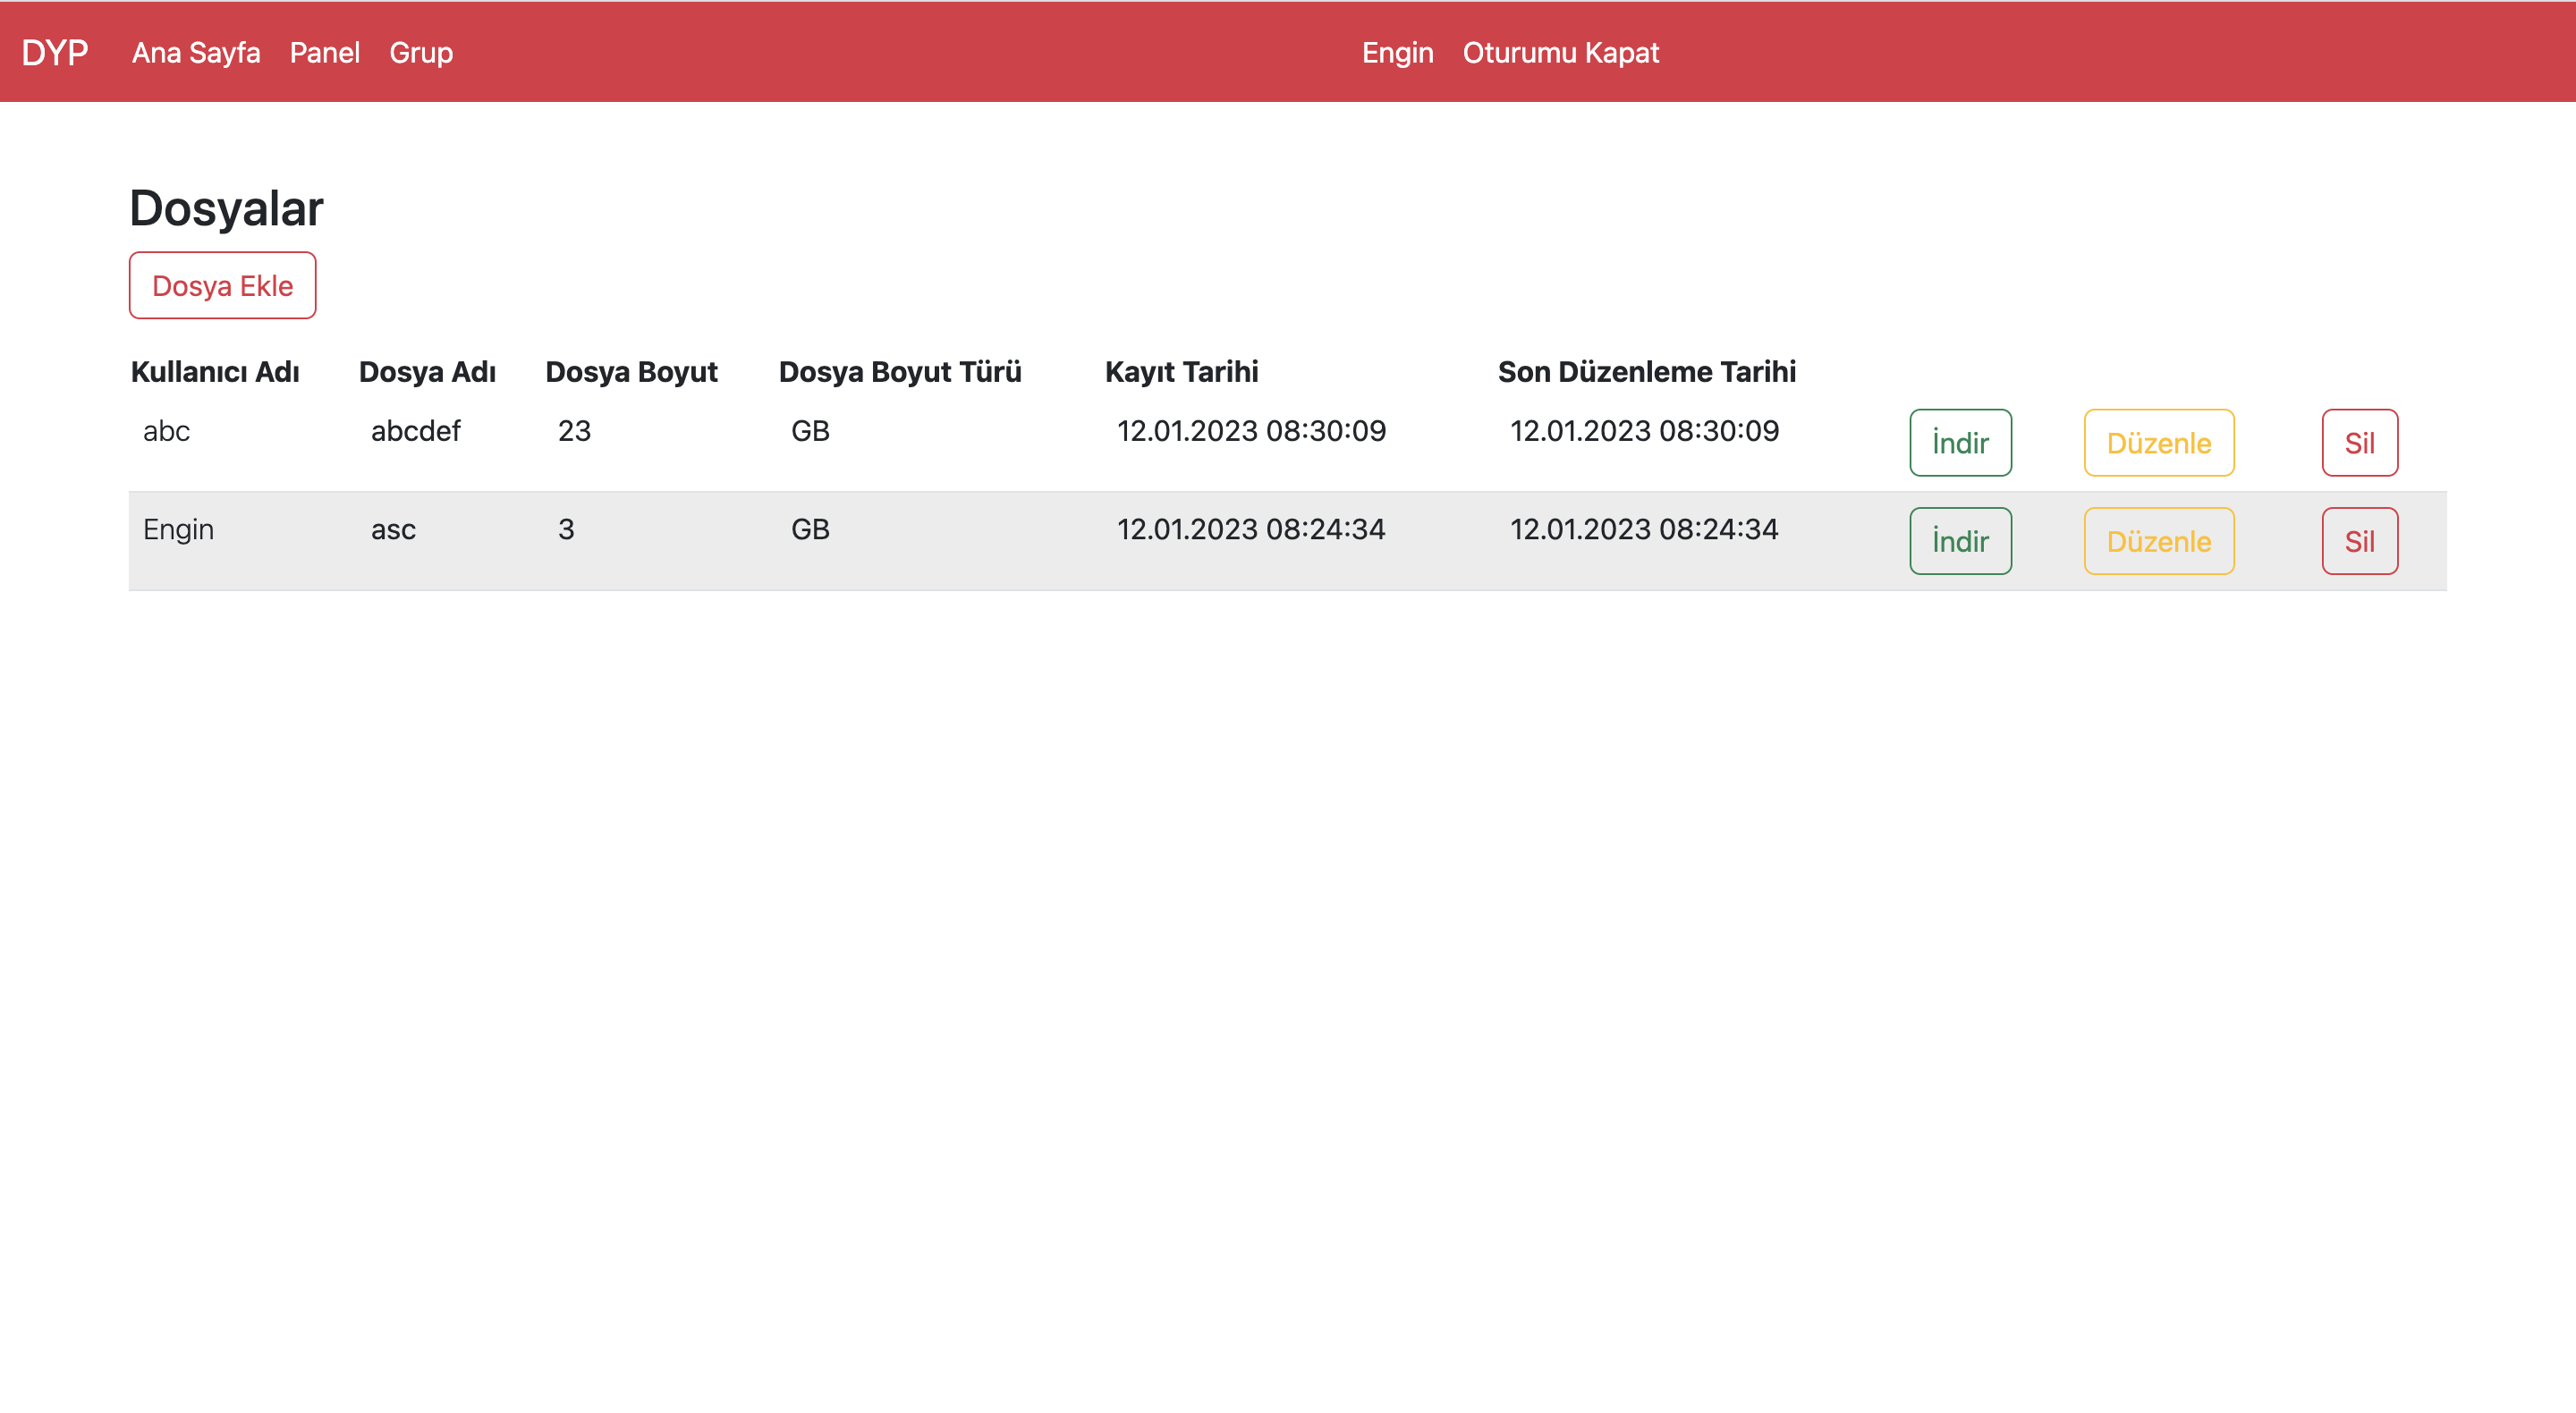 DYP Ana Sayfa Panel Grup Engin Oturumu Kapat
Dosyalar
Dosya Ekle
Kullanıcı Adı Dosya Adı Dosya Boyut Dosya Boyut Türü Kayıt Tarihi Son Düzenleme Tarihi
abc abcdef 23 GB 12.01.2023 08:30:09 12.01.2023 08:30:09 İndir Düzenle Sil
Engin asc 3 GB 12.01.2023 08:24:34 12.01.2023 08:24:34 İndir Düzenle Sil